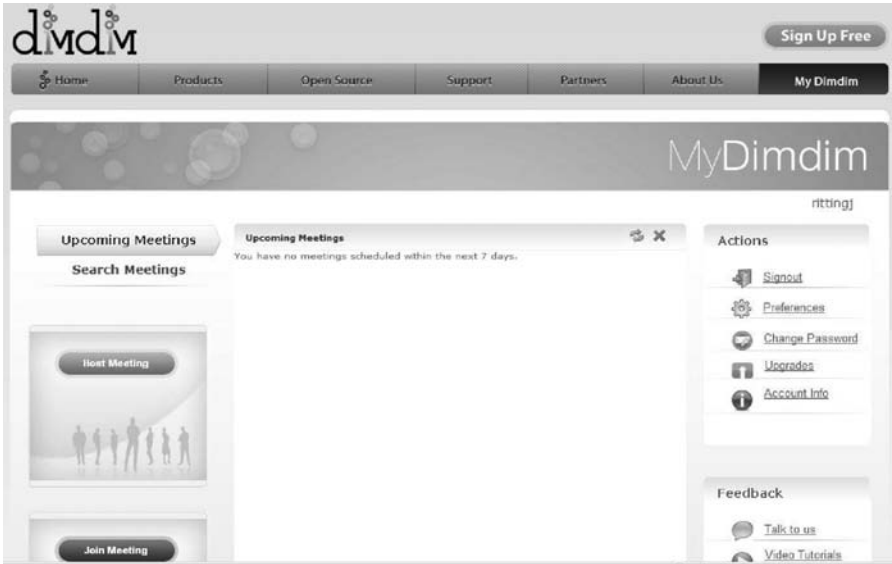 dimdim
Sign Up Free
Home Products Open Source Support Partners About Us My Dimdim
MyDimdim
rittingj
Upcoming Meetings
Search Meetings
Host Meeting
Join Meeting
Upcoming Meetings
You have no meetings scheduled within the next 7 days.
Actions
Signout
Preferences
Change Password
Upgrades
Account Info
Feedback
Talk to us
Video Tutorials